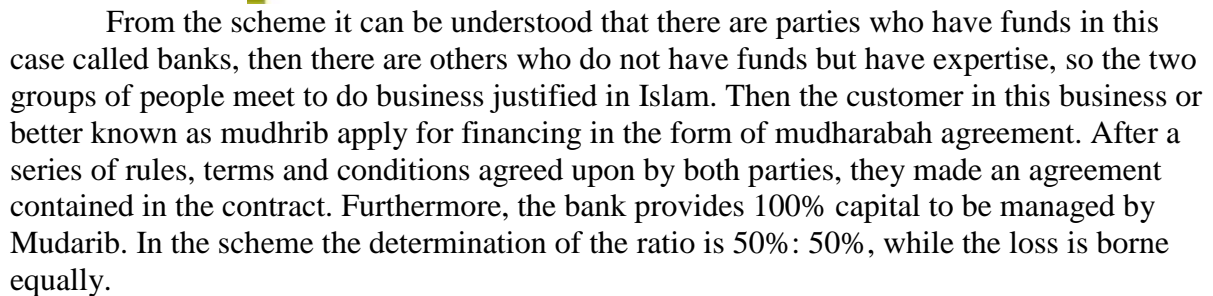 From the scheme it can be understood that there are parties who have funds in this
case called banks, then there are others who do not have funds but have expertise, so the two
groups of people meet to do business justified in Islam. Then the customer in this business or
better known as mudhrib apply for financing in the form of mudharabah agreement. After a
series of rules, terms and conditions agreed upon by both parties, they made an agreement
contained in the contract. Furthermore, the bank provides 100% capital to be managed by
Mudarib. In the scheme the determination of the ratio is 50%: 50%, while the loss is borne
equally.